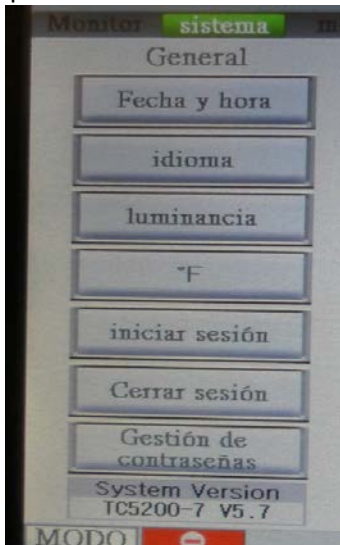 Monitor sistema
General
Fecha y hora
idioma
luminancia
°F
iniciar sesión
Cerrar sesión
Gestión de
contraseñas
System Version
TC5200-7 V5.7
MODO